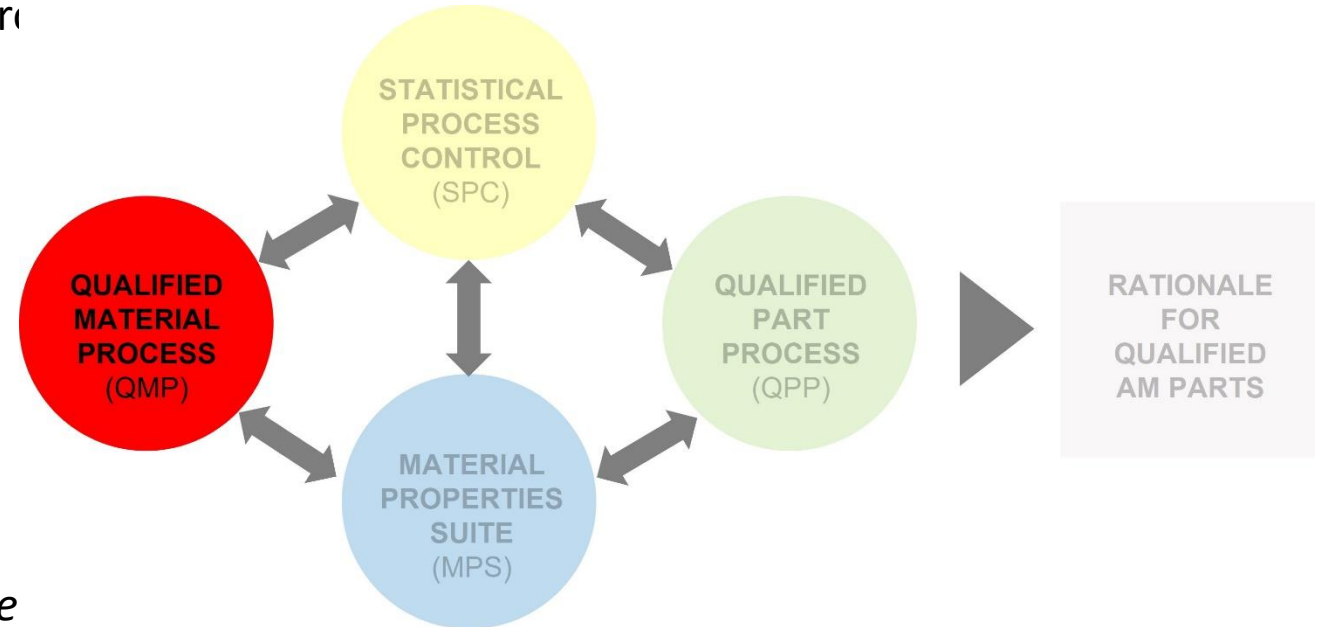 STATISTICAL
PROCESS
CONTROL
(SPC)
QUALIFIED
MATERIAL
PROCESS
(QMP)
QUALIFIED
PART
PROCESS
(QPP)
RATIONALE
FOR
QUALIFIED
AM PARTS
MATERIAL
PROPERTIES
SUITE
(MPS)